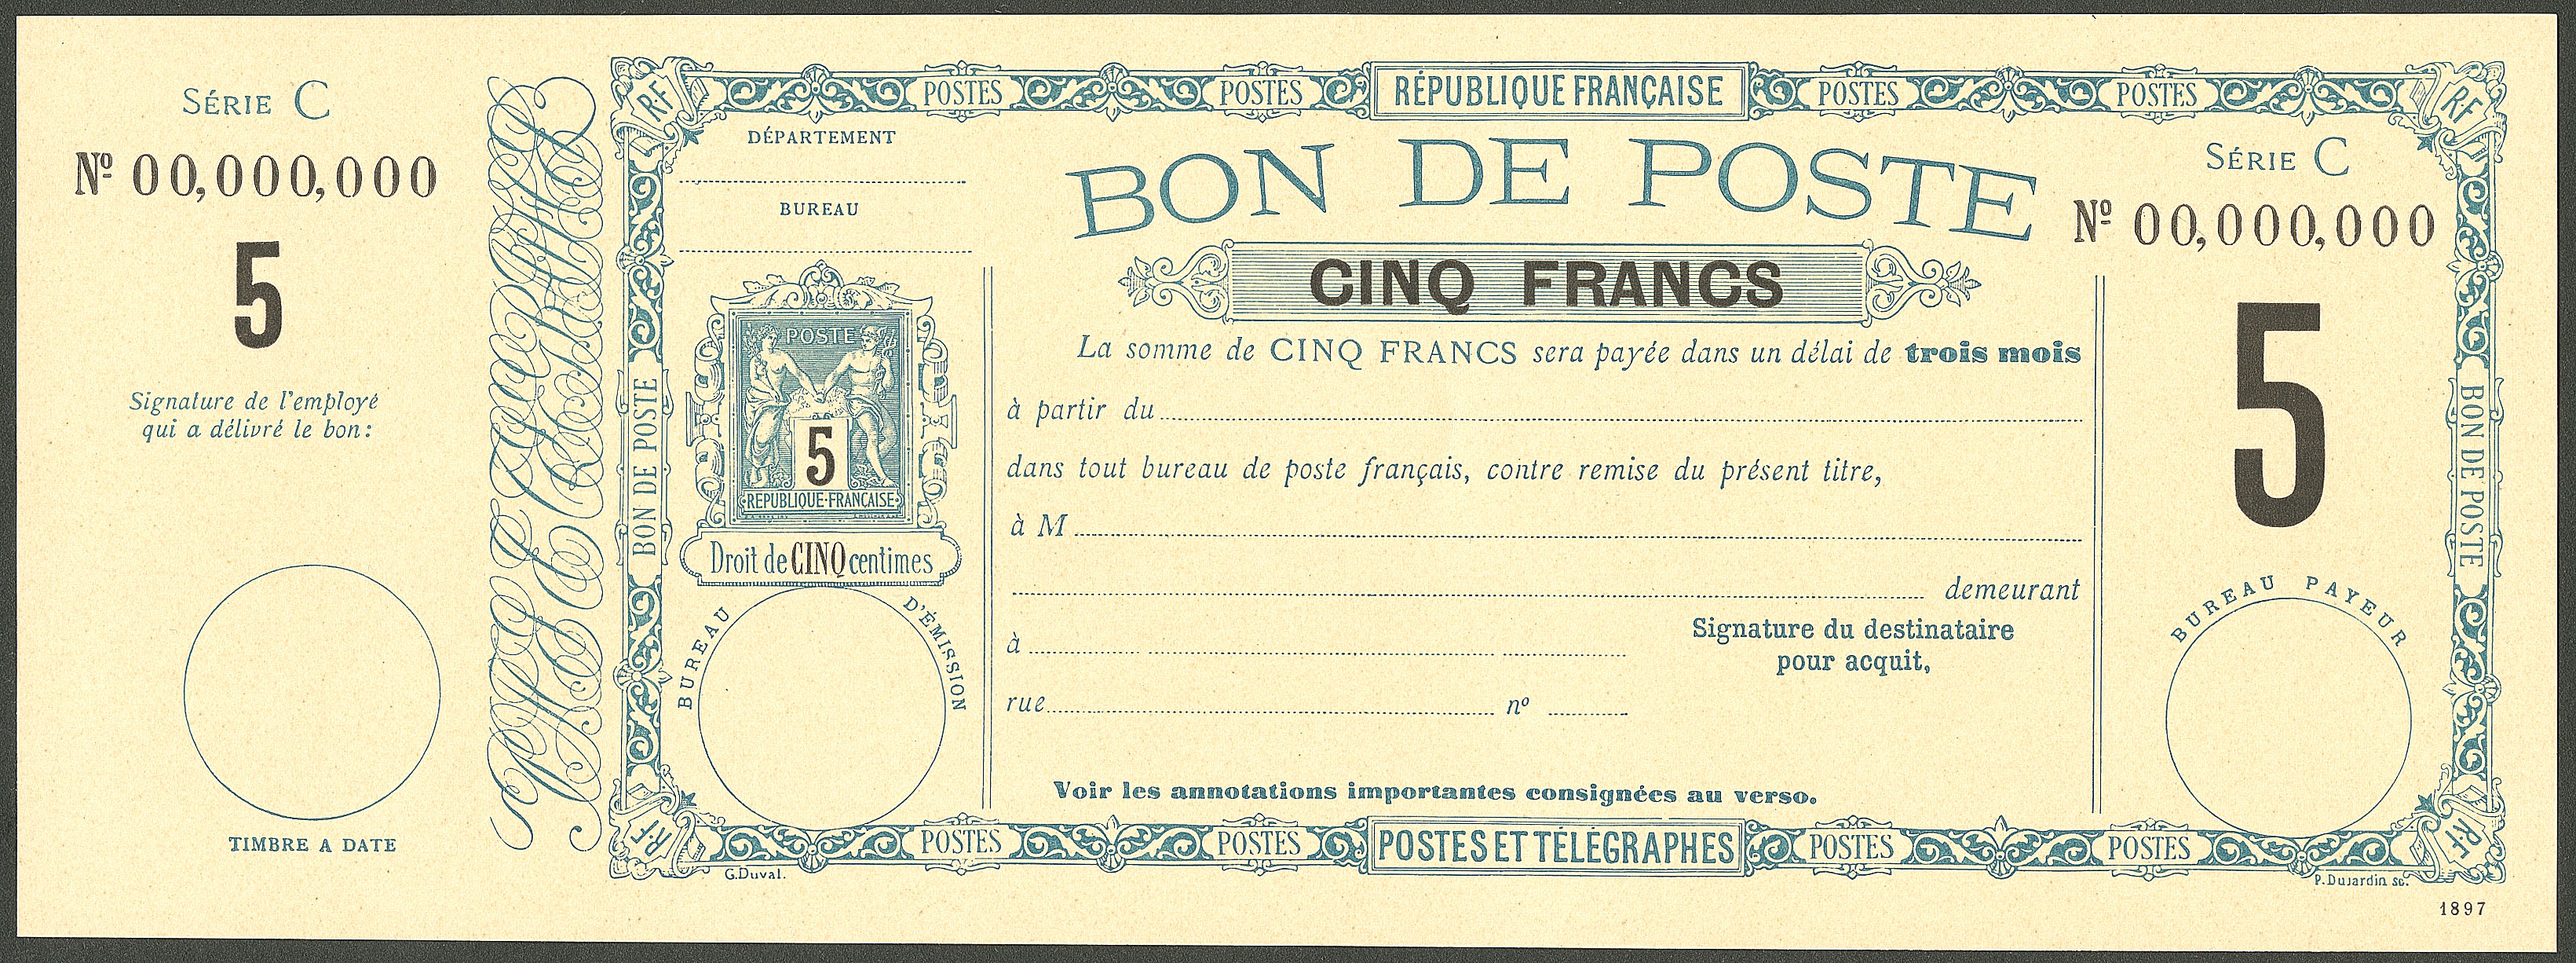 SÉRIE C
Nº 00,000,000
5
Signature de l'employé
qui a délivré le bon:
TIMBRE A DATE
RF POSTES POSTES RÉPUBLIQUE FRANÇAISE POSTES POSTES RF
BON DE POSTE
DÉPARTEMENT
BUREAU
POSTE
5
REPUBLIQUE·FRANÇAISE
Droit de CINQ centimes
BUREAU D'ÉMISSION
BON DE POSTE
CINQ FRANCS
La somme de CINQ FRANCS sera payée dans un délai de trois mois
à partir du
dans tout bureau de poste français, contre remise du présent titre,
à M
demeurant
à
rue nº
Signature du destinataire
pour acquit,
Voir les annotations importantes consignées au verso.
SÉRIE C
Nº 00,000,000
5
BUREAU PAYEUR
BON DE POSTE
R·F POSTES POSTES POSTES ET TÉLÉGRAPHES POSTES POSTES R·F
G.Duval.
P. Dujardin sc.
1897